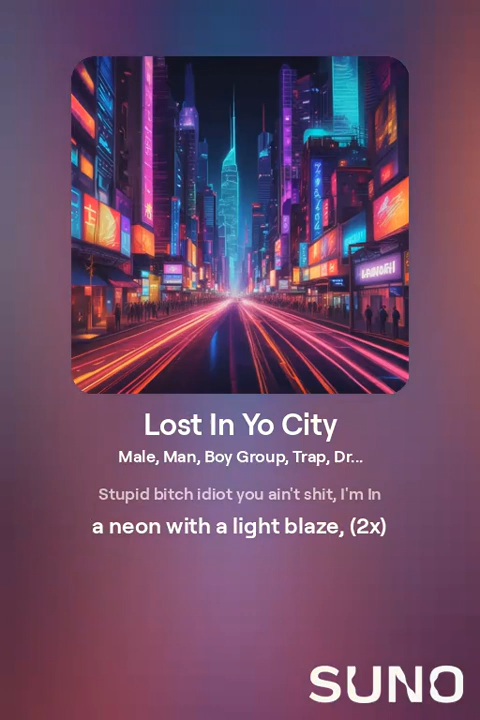 Lost In Yo City
Male, Man, Boy Group, Trap, Dr...
Stupid bitch idiot you ain't shit, I'm In
a neon with a light blaze, (2x)
SUNO